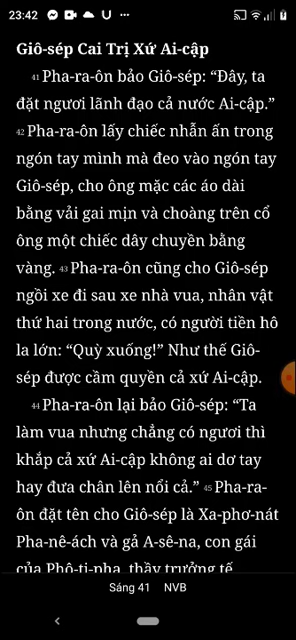 23:42
Giô-sép Cai Trị Xứ Ai-cập
41 Pha-ra-ôn bảo Giô-sép: “Đây, ta
đặt ngươi lãnh đạo cả nước Ai-cập.”
42 Pha-ra-ôn lấy chiếc nhẫn ấn trong
ngón tay mình mà đeo vào ngón tay
Giô-sép, cho ông mặc các áo dài
bằng vải gai mịn và choàng trên cổ
ông một chiếc dây chuyền bằng
vàng. 43 Pha-ra-ôn cũng cho Giô-sép
ngồi xe đi sau xe nhà vua, nhân vật
thứ hai trong nước, có người tiền hô
la lớn: “Quỳ xuống!” Như thế Giô-
sép được cầm quyền cả xứ Ai-cập.
44 Pha-ra-ôn lại bảo Giô-sép: “Ta
làm vua nhưng chẳng có ngươi thì
khắp cả xứ Ai-cập không ai dơ tay
hay đưa chân lên nổi cả.” 45 Pha-ra-
ôn đặt tên cho Giô-sép là Xa-phơ-nát
Pha-nê-ách và gả A-sê-na, con gái
của Phô-ti-pha, thầy trưởng tế
Sáng 41 NVB